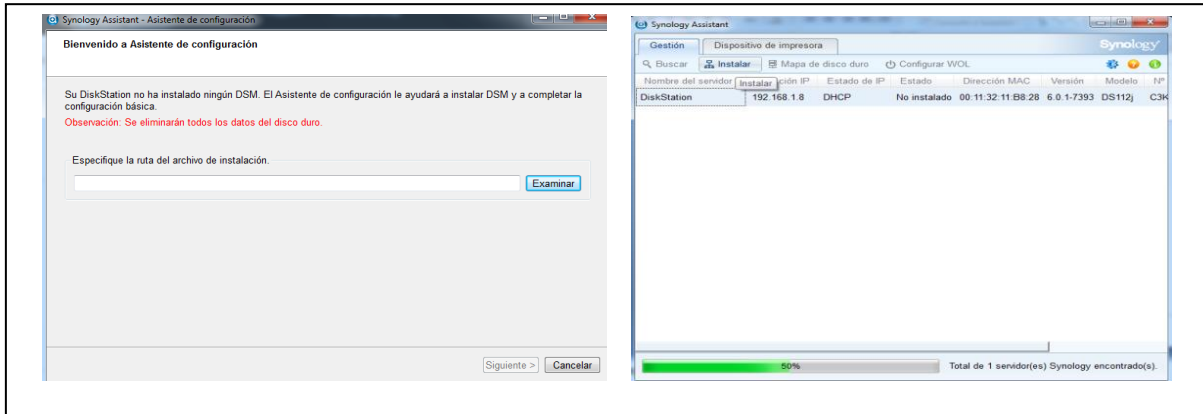 Synology Assistant - Asistente de configuración
Bienvenido a Asistente de configuración
Su DiskStation no ha instalado ningún DSM. El Asistente de configuración le ayudará a instalar DSM y a completar la
configuración básica.
Observación: Se eliminarán todos los datos del disco duro.
Especifique la ruta del archivo de instalación.
Examinar
Siguiente > Cancelar
Synology Assistant
Gestión Dispositivo de impresora Synology
Buscar Instalar Mapa de disco duro Configurar WOL
Nombre del servidor ción IP Estado de IP Estado Dirección MAC Versión Modelo Nº
Instalar
DiskStation 192.168.1.8 DHCP No instalado 00:11:32:11:B8:28 6.0.1-7393 DS112j C3K
50% Total de 1 servidor(es) Synology encontrado(s).